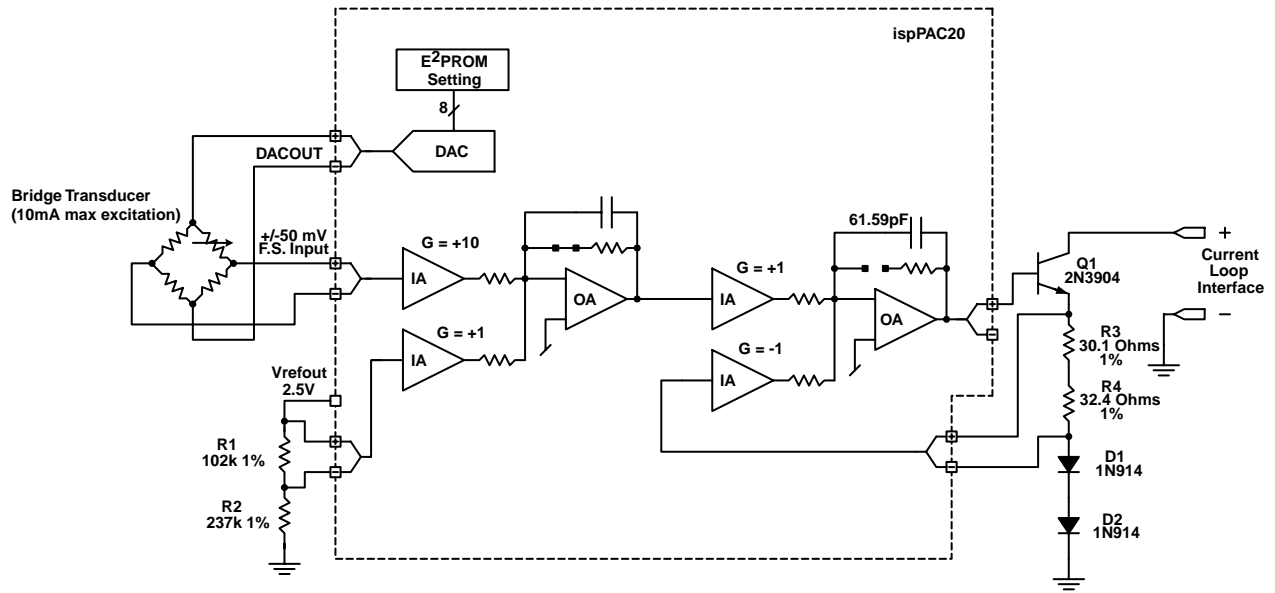 ispPAC20
E²PROM
Setting
8
DACOUT
DAC
Bridge Transducer
(10mA max excitation)
+/-50 mV
F.S. Input
G = +10
IA
OA
G = +1
IA
Vrefout
2.5V
R1
102k 1%
R2
237k 1%
G = +1
IA
61.59pF
OA
G = -1
IA
Q1
2N3904
+
Current
Loop
Interface
–
R3
30.1 Ohms
1%
R4
32.4 Ohms
1%
D1
1N914
D2
1N914